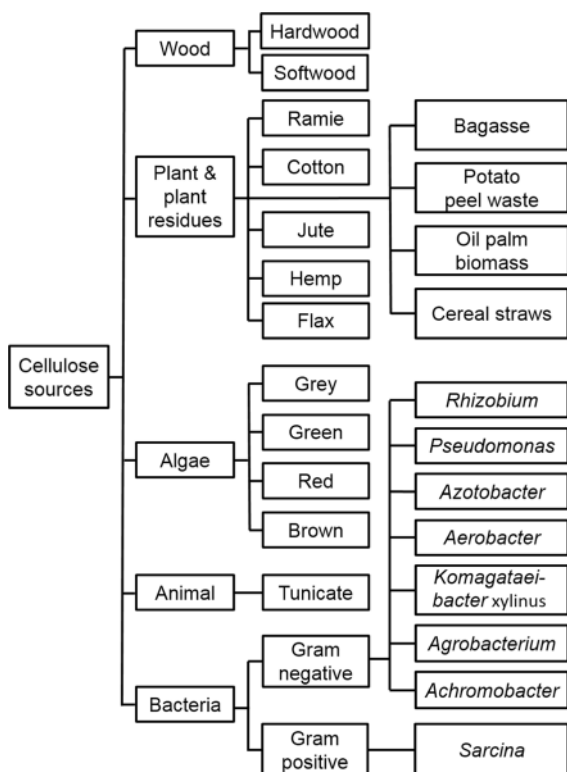 Cellulose
sources
Wood
Hardwood
Softwood
Plant &
plant
residues
Ramie
Cotton
Jute
Hemp
Flax
Bagasse
Potato
peel waste
Oil palm
biomass
Cereal straws
Algae
Grey
Green
Red
Brown
Animal
Tunicate
Bacteria
Gram
negative
Rhizobium
Pseudomonas
Azotobacter
Aerobacter
Komagataei-
bacter xylinus
Agrobacterium
Achromobacter
Gram
positive
Sarcina